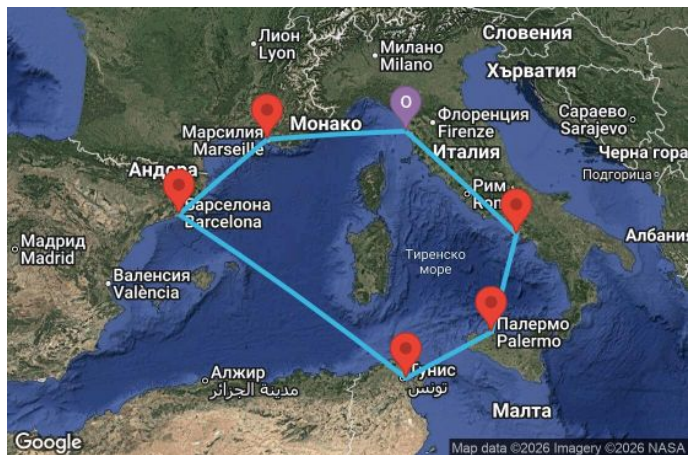 Лион
Lyon
Милано
Milano
Словения
Хърватия
О
Монако
Флоренция
Firenze
Сараево
Sarajevo
Марсилия
Marseille
Италия
Черна гора
Подгорица
Андора
Рим
Барселона
Barcelona
Мадрид
Madrid
Албания
Валенсия
València
Тиренско
море
Палермо
Palermo
Алжир
مدينة الجزائر
Тунис
تونس
Малта
Google
Map data ©2026 Imagery ©2026 NASA